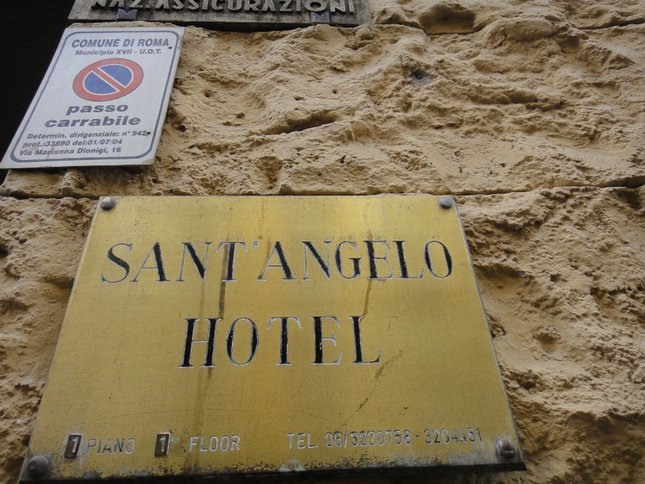 NAZ. ASSICURAZIONI
COMUNE DI ROMA
Municipio XVII - U.O.T.
passo
carrabile
Determin. dirigenziale: n° 942
prot.:33890 del:01/07/04
Via Marianna Dionigi, 16
SANT'ANGELO
HOTEL
1 PIANO 1 FLOOR TEL. 06/3220758 - 3204451